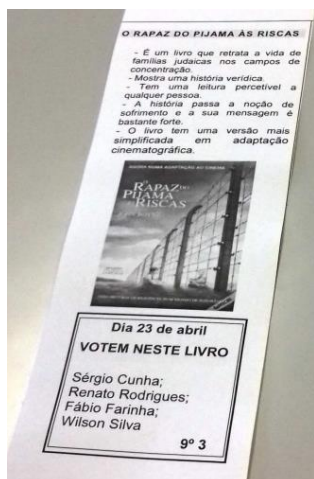 O RAPAZ DO PIJAMA ÀS RISCAS
- É um livro que retrata a vida de
famílias judaicas nos campos de
concentração.
- Mostra uma história verídica.
- Tem uma leitura percetível a
qualquer pessoa.
- A história passa a noção de
sofrimento e a sua mensagem é
bastante forte.
- O livro tem uma versão mais
simplificada em adaptação
cinematográfica.
AGORA NUMA ADAPTAÇÃO AO CINEMA
O RAPAZ DO
PIJAMA
ÀS RISCAS
Dia 23 de abril
VOTEM NESTE LIVRO
Sérgio Cunha;
Renato Rodrigues;
Fábio Farinha;
Wilson Silva
9º 3